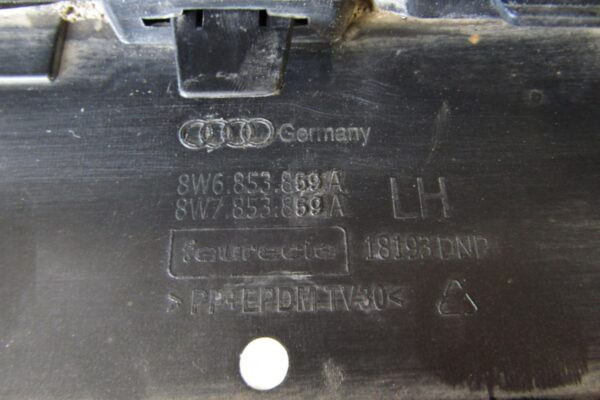 Germany
8W6.853.869 A
8W7.853.869 A LH
faurecia 18193 DNP
>PP+EPDM-TV30<